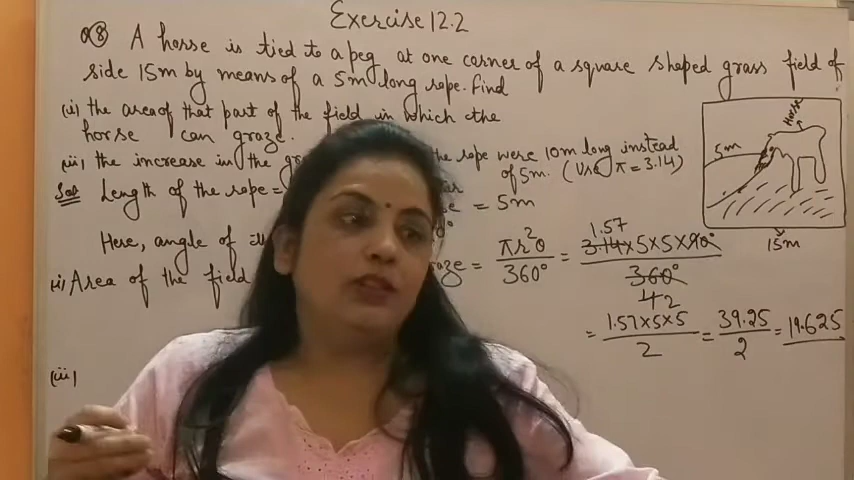 Exercise 12.2
Q8 A horse is tied to a peg at one corner of a square shaped grass field of
side 15m by means of a 5m long rope. Find
(i) the area of that part of the field in which the
horse can graze.
(ii) the increase in the the rope were 10m long instead
of 5m. (Use π = 3.14)
Sol Length of the rope = = 5m
Here, angle of
(i) Area of the field = πr²θ / 360° = 3.14×5×5×90° / 360°
1.57
4 2
= 1.57×5×5 / 2 = 39.25 / 2 = 19.625
(ii)
Horse
5m
15m